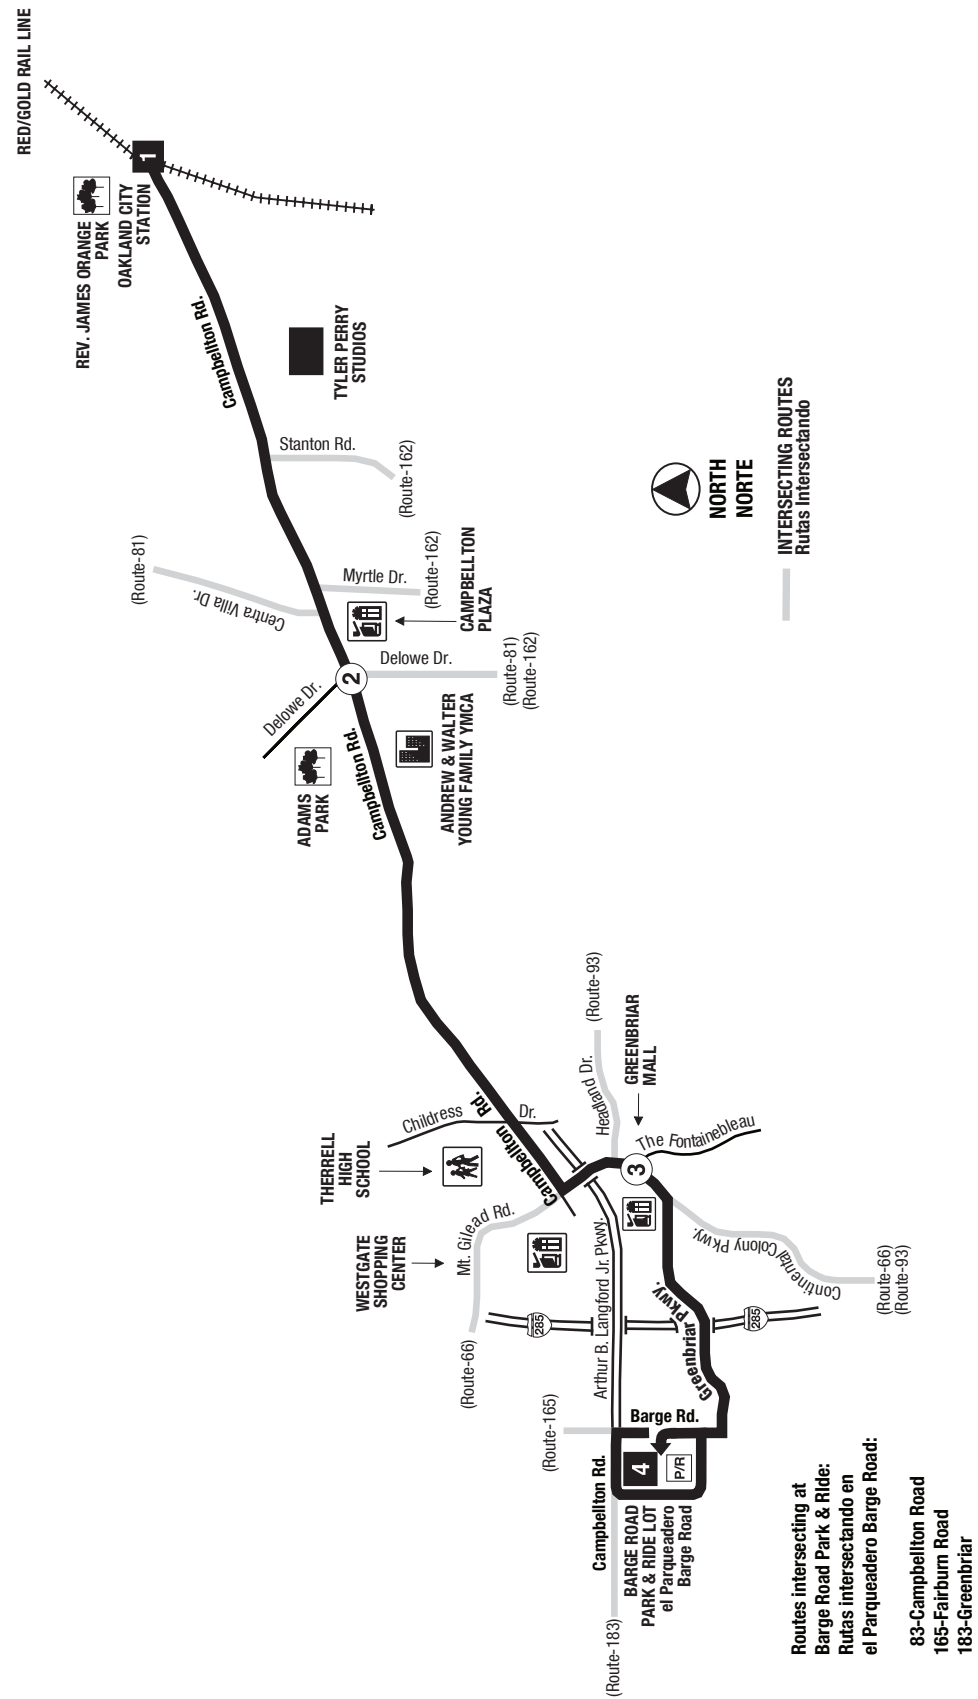 RED/GOLD RAIL LINE
REV. JAMES ORANGE
PARK
OAKLAND CITY
STATION
1
Campbellton Rd.
TYLER PERRY
STUDIOS
Stanton Rd.
(Route-162)
(Route-81)
Centra Villa Dr.
Myrtle Dr.
(Route-162)
CAMPBELLTON
PLAZA
Delowe Dr.
(Route-81)
(Route-162)
2
Delowe Dr.
ADAMS
PARK
Campbellton Rd.
ANDREW & WALTER
YOUNG FAMILY YMCA
NORTH
NORTE
INTERSECTING ROUTES
Rutas Intersectando
(Route-93)
Headland Dr.
GREENBRIAR
MALL
The Fontainebleau
3
Childress
Dr.
Campbellton
Rd.
Campbellton
THERRELL
HIGH
SCHOOL
Mt. Gilead Rd.
WESTGATE
SHOPPING
CENTER
(Route-66)
Arthur B. Langford Jr. Pkwy.
285
285
Greenbriar Pkwy.
Continental Colony Pkwy.
(Route-66)
(Route-93)
(Route-165)
Barge Rd.
Campbellton Rd.
4
P/R
BARGE ROAD
PARK & RIDE LOT
el Parqueadero
Barge Road
(Route-183)
Routes intersecting at
Barge Road Park & RIde:
Rutas intersectando en
el Parqueadero Barge Road:
83-Campbellton Road
165-Fairburn Road
183-Greenbriar